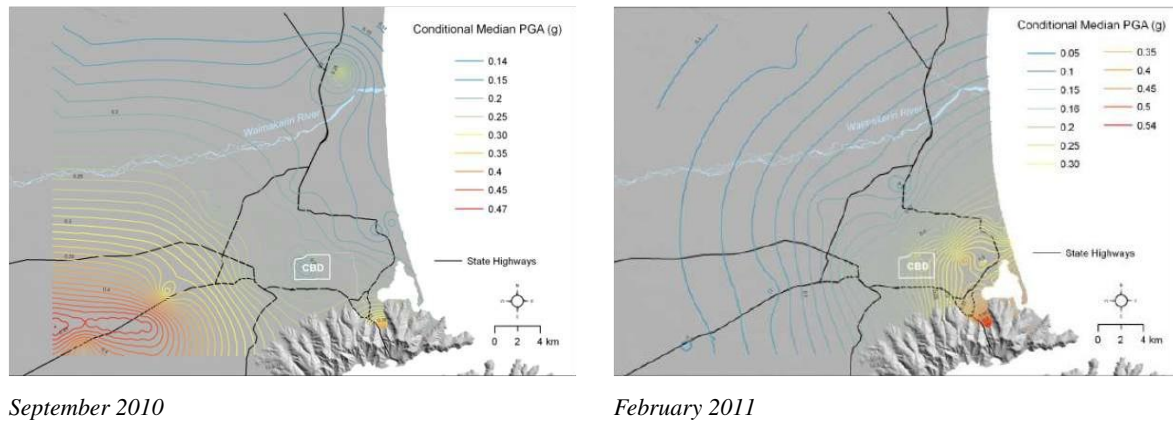 Conditional Median PGA (g)
0.14
0.15
0.2
0.25
0.30
0.35
0.4
0.45
0.47
Waimakariri River
CBD
State Highways
0 2 4 km
September 2010
Conditional Median PGA (g)
0.05
0.1
0.15
0.16
0.2
0.25
0.30
0.35
0.4
0.45
0.5
0.54
Waimakariri River
CBD
State Highways
0 2 4 km
February 2011